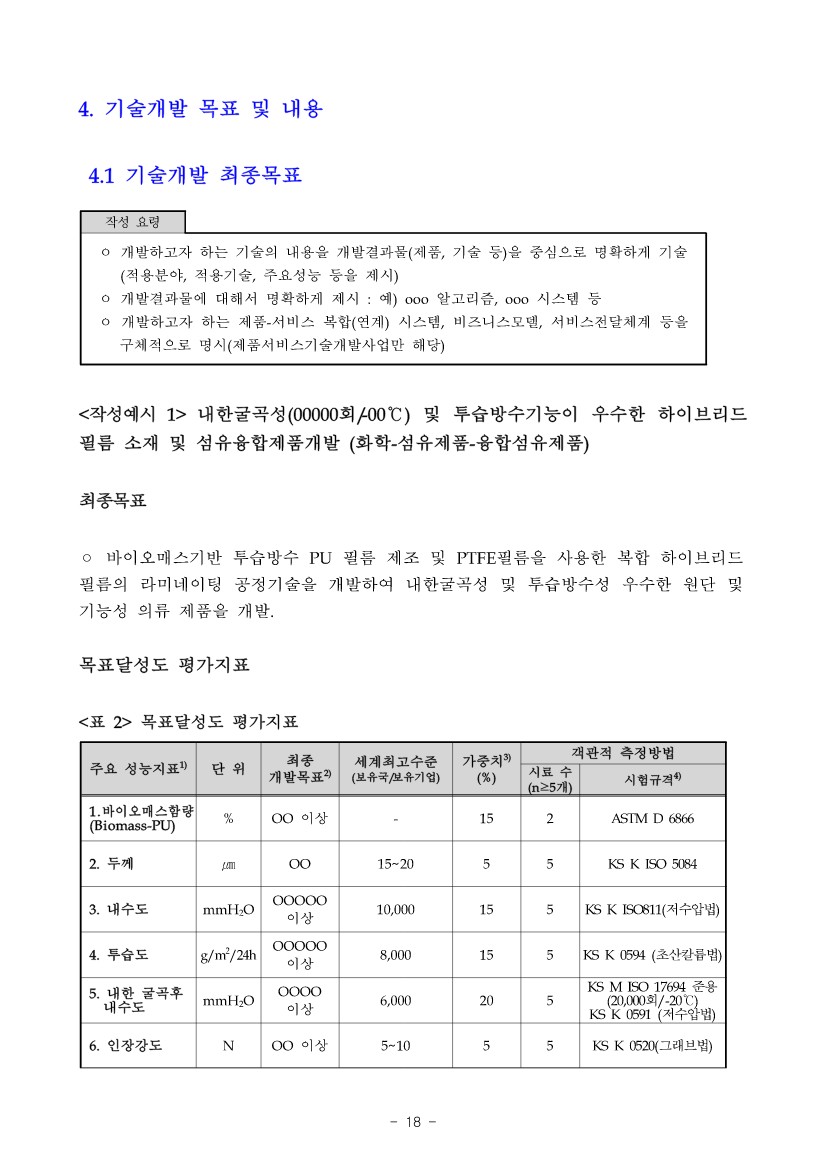 4. 기술개발 목표 및 내용
4.1 기술개발 최종목표
작성 요령
○ 개발하고자 하는 기술의 내용을 개발결과물(제품, 기술 등)을 중심으로 명확하게 기술
(적용분야, 적용기술, 주요성능 등을 제시)
○ 개발결과물에 대해서 명확하게 제시 : 예) ooo 알고리즘, ooo 시스템 등
○ 개발하고자 하는 제품-서비스 복합(연계) 시스템, 비즈니스모델, 서비스전달체계 등을
구체적으로 명시(제품서비스기술개발사업만 해당)
<작성예시 1> 내한굴곡성(00000회/-00℃) 및 투습방수기능이 우수한 하이브리드
필름 소재 및 섬유융합제품개발 (화학-섬유제품-융합섬유제품)
최종목표
○ 바이오매스기반 투습방수 PU 필름 제조 및 PTFE필름을 사용한 복합 하이브리드
필름의 라미네이팅 공정기술을 개발하여 내한굴곡성 및 투습방수성 우수한 원단 및
기능성 의류 제품을 개발.
목표달성도 평가지표
<표 2> 목표달성도 평가지표
주요 성능지표1) 단 위 최종 개발목표2) 세계최고수준 (보유국/보유기업) 가중치3) (%) 객관적 측정방법
시료 수 (n≥5개) 시험규격4)
1.바이오매스함량 (Biomass-PU) % OO 이상 - 15 2 ASTM D 6866
2. 두께 ㎛ OO 15~20 5 5 KS K ISO 5084
3. 내수도 mmH2O OOOOO 이상 10,000 15 5 KS K ISO811(저수압법)
4. 투습도 g/m2/24h OOOOO 이상 8,000 15 5 KS K 0594 (초산칼륨법)
5. 내한 굴곡후 내수도 mmH2O OOOO 이상 6,000 20 5 KS M ISO 17694 준용 (20,000회/-20℃) KS K 0591 (저수압법)
6. 인장강도 N OO 이상 5~10 5 5 KS K 0520(그래브법)
- 18 -